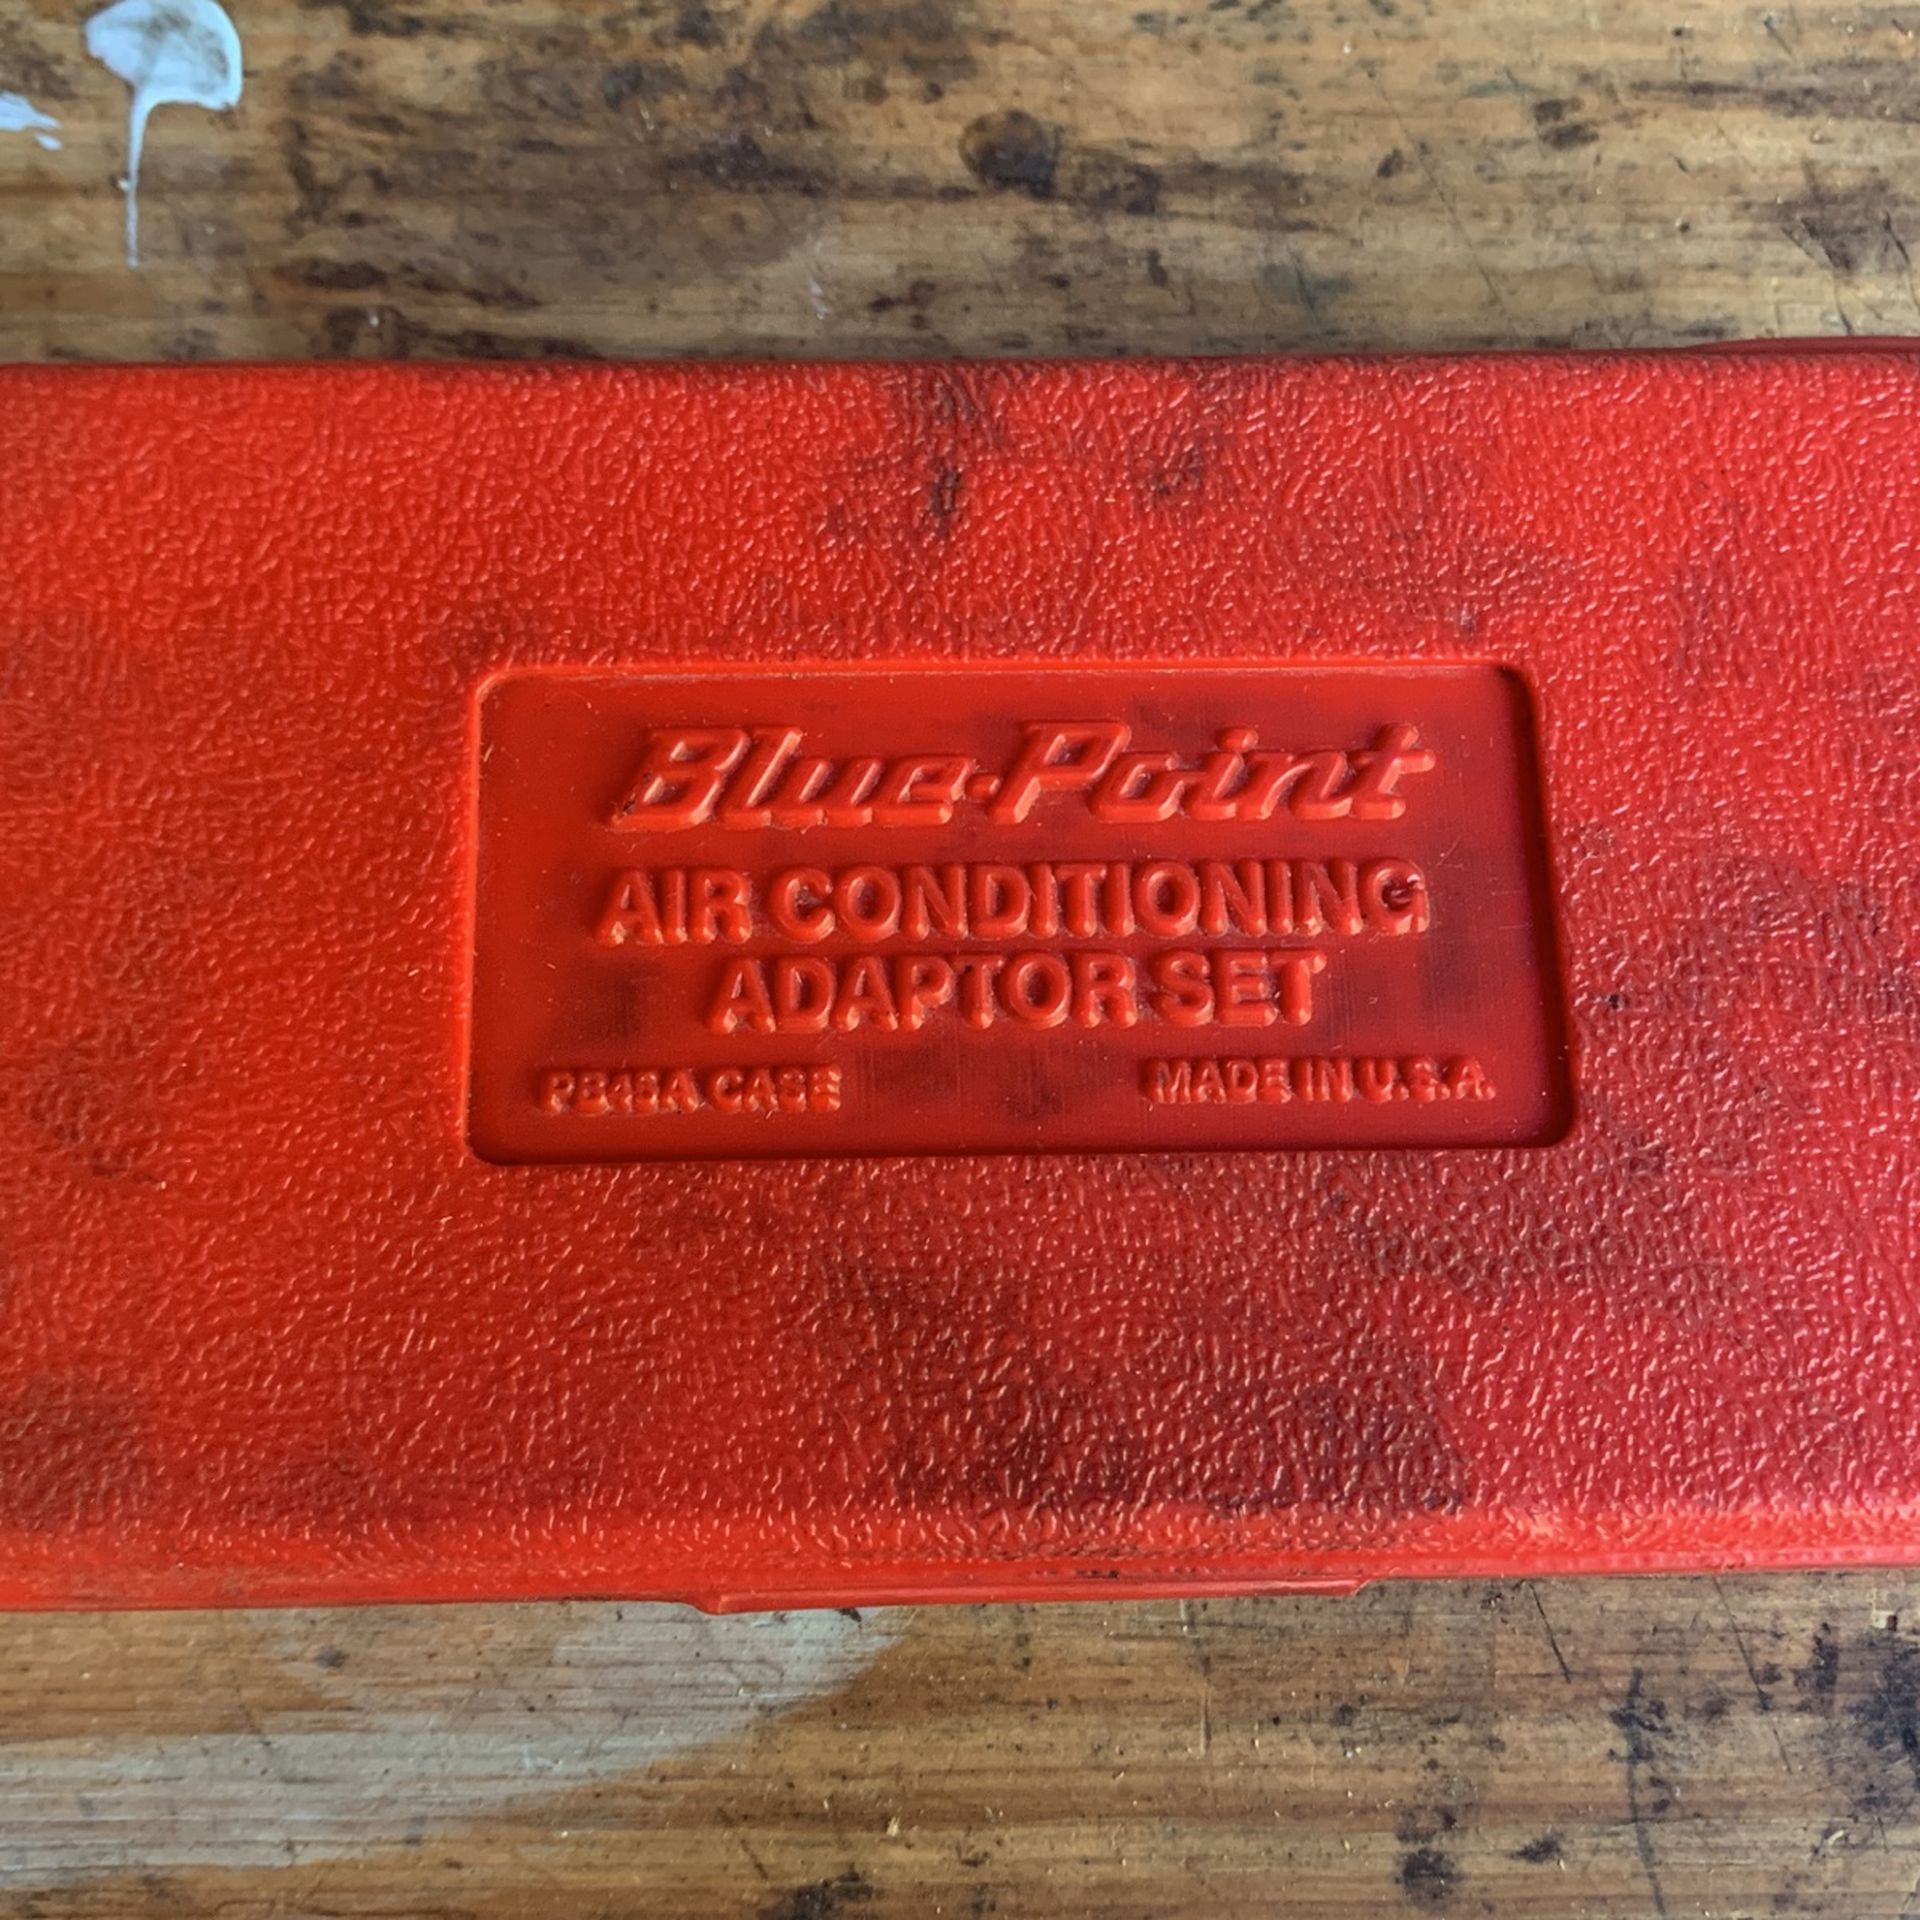 Blue-Point
AIR CONDITIONING
ADAPTOR SET
PB48A CASE
MADE IN U.S.A.